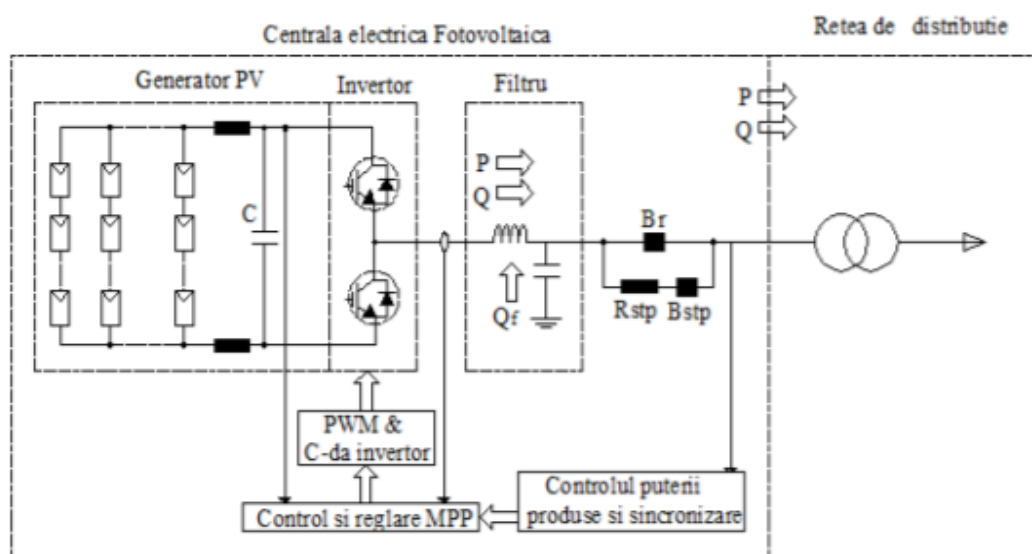 Centrala electrica Fotovoltaica
Retea de distributie
Generator PV
Invertor
Filtru
P
Q
P
Q
C
Br
Rstp
Bstp
Qf
PWM &
C-da invertor
Control si reglare MPP
Controlul puterii
produse si sincronizare